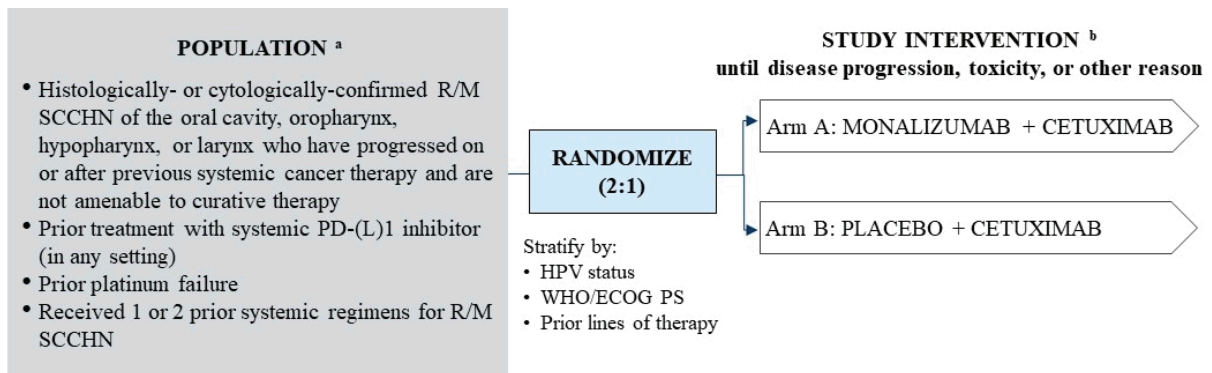 POPULATION a
• Histologically- or cytologically-confirmed R/M
SCCHN of the oral cavity, oropharynx,
hypopharynx, or larynx who have progressed on
or after previous systemic cancer therapy and are
not amenable to curative therapy
• Prior treatment with systemic PD-(L)1 inhibitor
(in any setting)
• Prior platinum failure
• Received 1 or 2 prior systemic regimens for R/M
SCCHN
RANDOMIZE
(2:1)
Stratify by:
• HPV status
• WHO/ECOG PS
• Prior lines of therapy
STUDY INTERVENTION b
until disease progression, toxicity, or other reason
Arm A: MONALIZUMAB + CETUXIMAB
Arm B: PLACEBO + CETUXIMAB